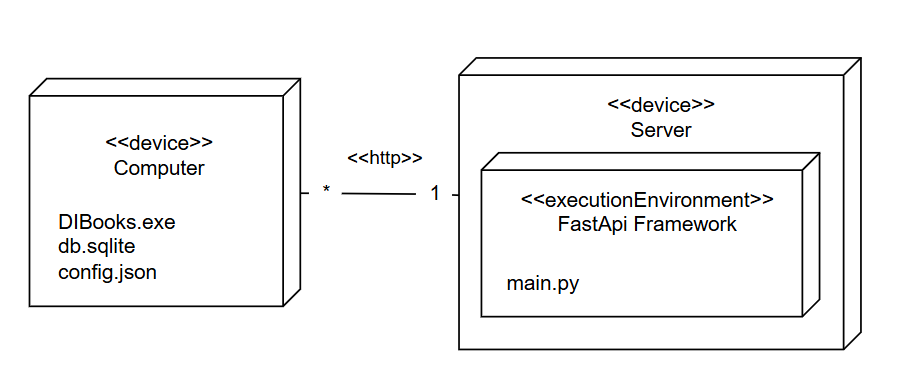 <<device>>
Computer
DIBooks.exe
db.sqlite
config.json
<<http>>
* 1
<<device>>
Server
<<executionEnvironment>>
FastApi Framework
main.py